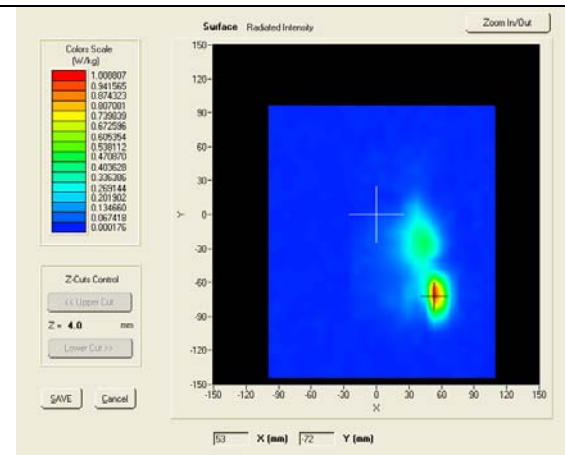 Surface Radiated Intensity
Zoom In/Out
Colors Scale
(W/kg)
1.008807
0.941565
0.874323
0.807081
0.739839
0.672596
0.605354
0.538112
0.470870
0.403628
0.336386
0.269144
0.201902
0.134660
0.067418
0.000176
150
120
90
60
30
0
-30
-60
-90
-120
-150
Y
-150 -120 -90 -60 -30 0 30 60 90 120 150
X
Z-Cuts Control
<< Upper Cut
Z = 4.0 mm
Lower Cut >>
SAVE Cancel
53 X (mm) -72 Y (mm)